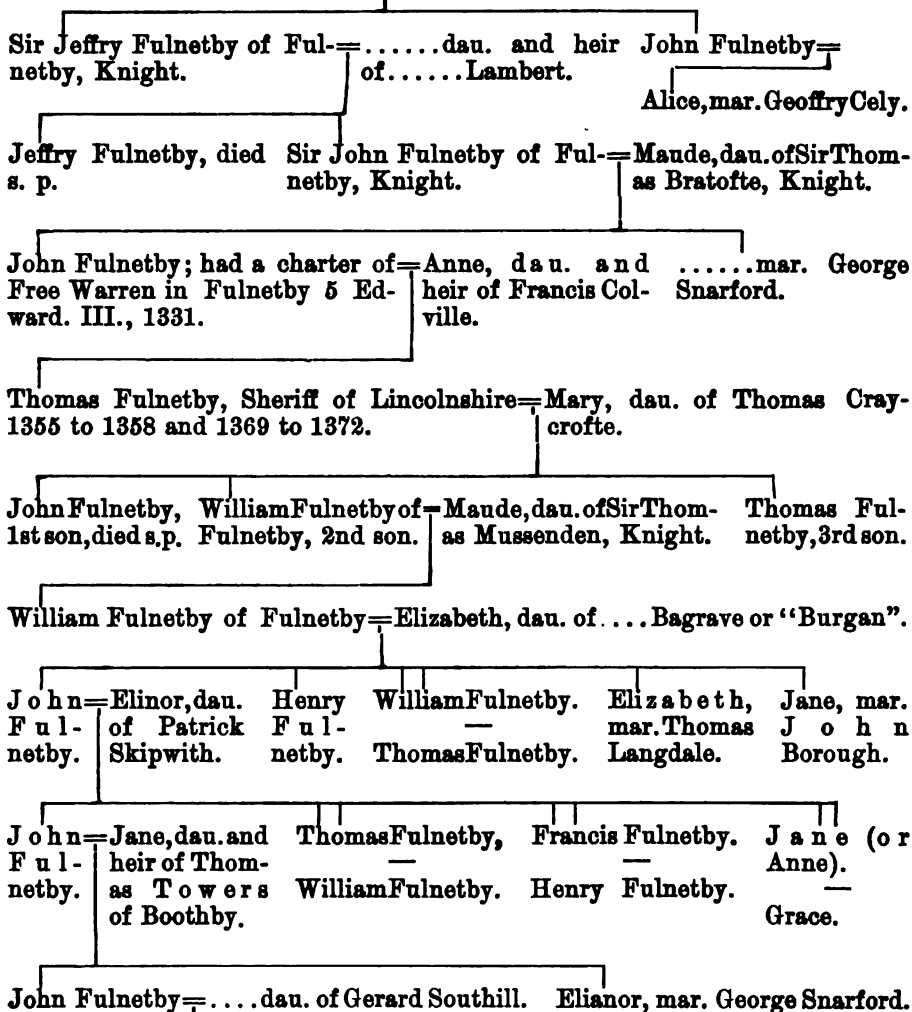 Sir Jeffry Fulnetby of Ful-=......dau. and heir John Fulnetby=
netby, Knight. of......Lambert.
Alice, mar. Geoffry Cely.
Jeffry Fulnetby, died Sir John Fulnetby of Ful-=Maude, dau. of Sir Thom-
s. p. netby, Knight. as Bratofte, Knight.
John Fulnetby; had a charter of=Anne, dau. and ......mar. George
Free Warren in Fulnetby 5 Ed- heir of Francis Col- Snarford.
ward. III., 1331. ville.
Thomas Fulnetby, Sheriff of Lincolnshire=Mary, dau. of Thomas Cray-
1355 to 1358 and 1369 to 1372. crofte.
John Fulnetby, William Fulnetby of=Maude, dau. of Sir Thom- Thomas Ful-
1st son, died s.p. Fulnetby, 2nd son. as Mussenden, Knight. netby, 3rd son.
William Fulnetby of Fulnetby=Elizabeth, dau. of....Bagrave or "Burgan".
John=Elinor, dau. Henry William Fulnetby. Elizabeth, Jane, mar.
Ful- of Patrick Ful- — mar. Thomas John
netby. Skipwith. netby. Thomas Fulnetby. Langdale. Borough.
John=Jane, dau. and Thomas Fulnetby, Francis Fulnetby. Jane (or
Ful- heir of Thom- — — Anne).
netby. as Towers William Fulnetby. Henry Fulnetby. —
of Boothby. Grace.
John Fulnetby=....dau. of Gerard Southill. Elianor, mar. George Snarford.